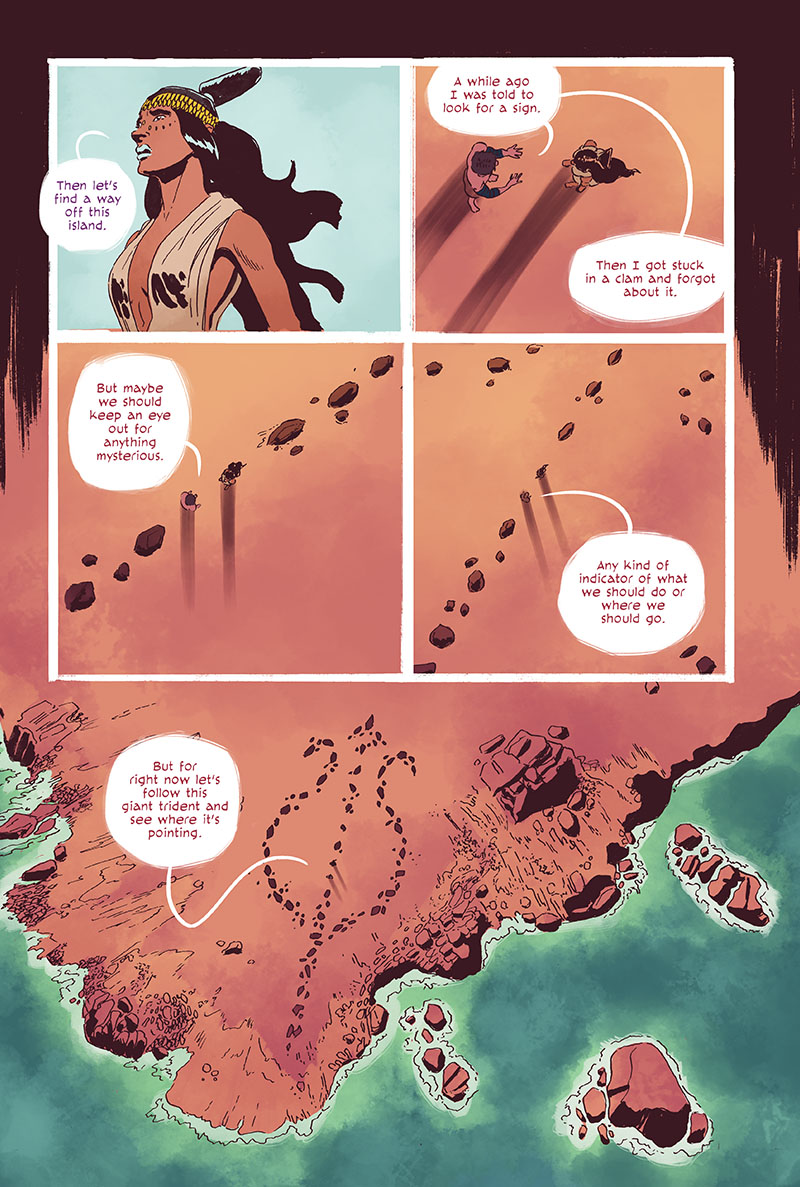 Then let's
find a way
off this
island.
A while ago
I was told to
look for a sign.
Then I got stuck
in a clam and forgot
about it.
But maybe
we should
keep an eye
out for
anything
mysterious.
Any kind of
indicator of what
we should do or
where we
should go.
But for
right now let's
follow this
giant trident and
see where it's
pointing.